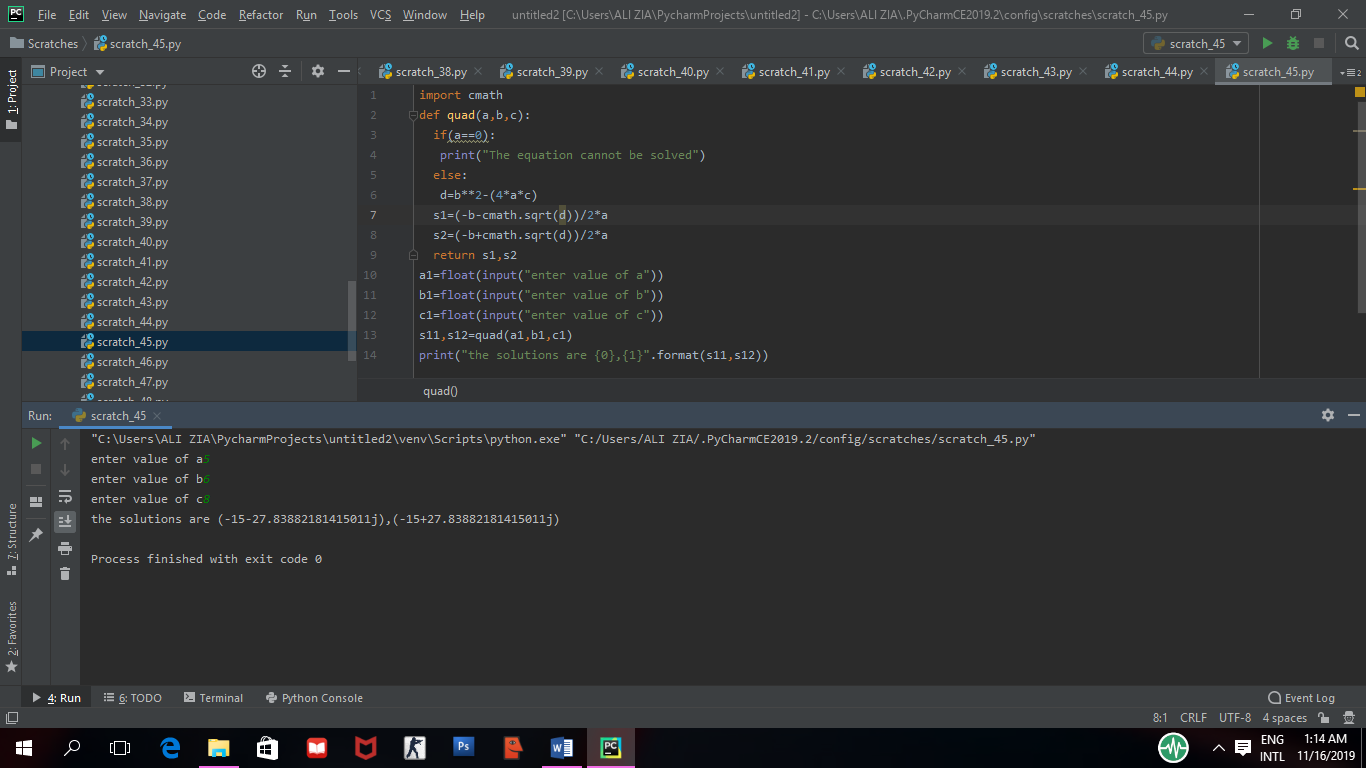 File Edit View Navigate Code Refactor Run Tools VCS Window Help untitled2 [C:\Users\ALI ZIA\PycharmProjects\untitled2] - C:\Users\ALI ZIA\.PyCharmCE2019.2\config\scratches\scratch_45.py
Scratches scratch_45.py scratch_45
1: Project
Project scratch_38.py scratch_39.py scratch_40.py scratch_41.py scratch_42.py scratch_43.py scratch_44.py scratch_45.py
scratch_33.py
scratch_34.py
scratch_35.py
scratch_36.py
scratch_37.py
scratch_38.py
scratch_39.py
scratch_40.py
scratch_41.py
scratch_42.py
scratch_43.py
scratch_44.py
scratch_45.py
scratch_46.py
scratch_47.py
1 import cmath
2 def quad(a,b,c):
3 if(a==0):
4 print("The equation cannot be solved")
5 else:
6 d=b**2-(4*a*c)
7 s1=(-b-cmath.sqrt(d))/2*a
8 s2=(-b+cmath.sqrt(d))/2*a
9 return s1,s2
10 a1=float(input("enter value of a"))
11 b1=float(input("enter value of b"))
12 c1=float(input("enter value of c"))
13 s11,s12=quad(a1,b1,c1)
14 print("the solutions are {0},{1}".format(s11,s12))
quad()
Run: scratch_45
"C:\Users\ALI ZIA\PycharmProjects\untitled2\venv\Scripts\python.exe" "C:/Users/ALI ZIA/.PyCharmCE2019.2/config/scratches/scratch_45.py"
enter value of a5
enter value of b6
enter value of c8
the solutions are (-15-27.83882181415011j),(-15+27.83882181415011j)
Process finished with exit code 0
7: Structure
2: Favorites
4: Run 6: TODO Terminal Python Console Event Log
8:1 CRLF UTF-8 4 spaces
ENG 1:14 AM
INTL 11/16/2019